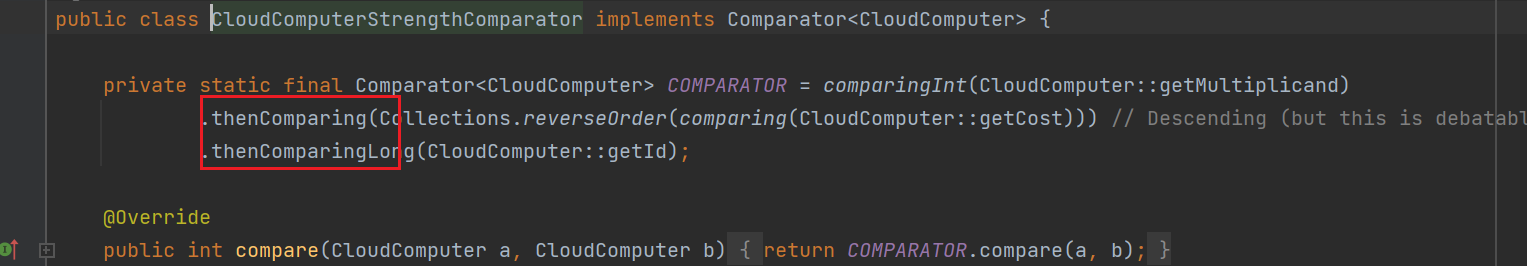 public class CloudComputerStrengthComparator implements Comparator<CloudComputer> {
private static final Comparator<CloudComputer> COMPARATOR = comparingInt(CloudComputer::getMultiplicand)
.thenComparing(Collections.reverseOrder(comparing(CloudComputer::getCost))) // Descending (but this is debatabl
.thenComparingLong(CloudComputer::getId);
@Override
public int compare(CloudComputer a, CloudComputer b) { return COMPARATOR.compare(a, b); }